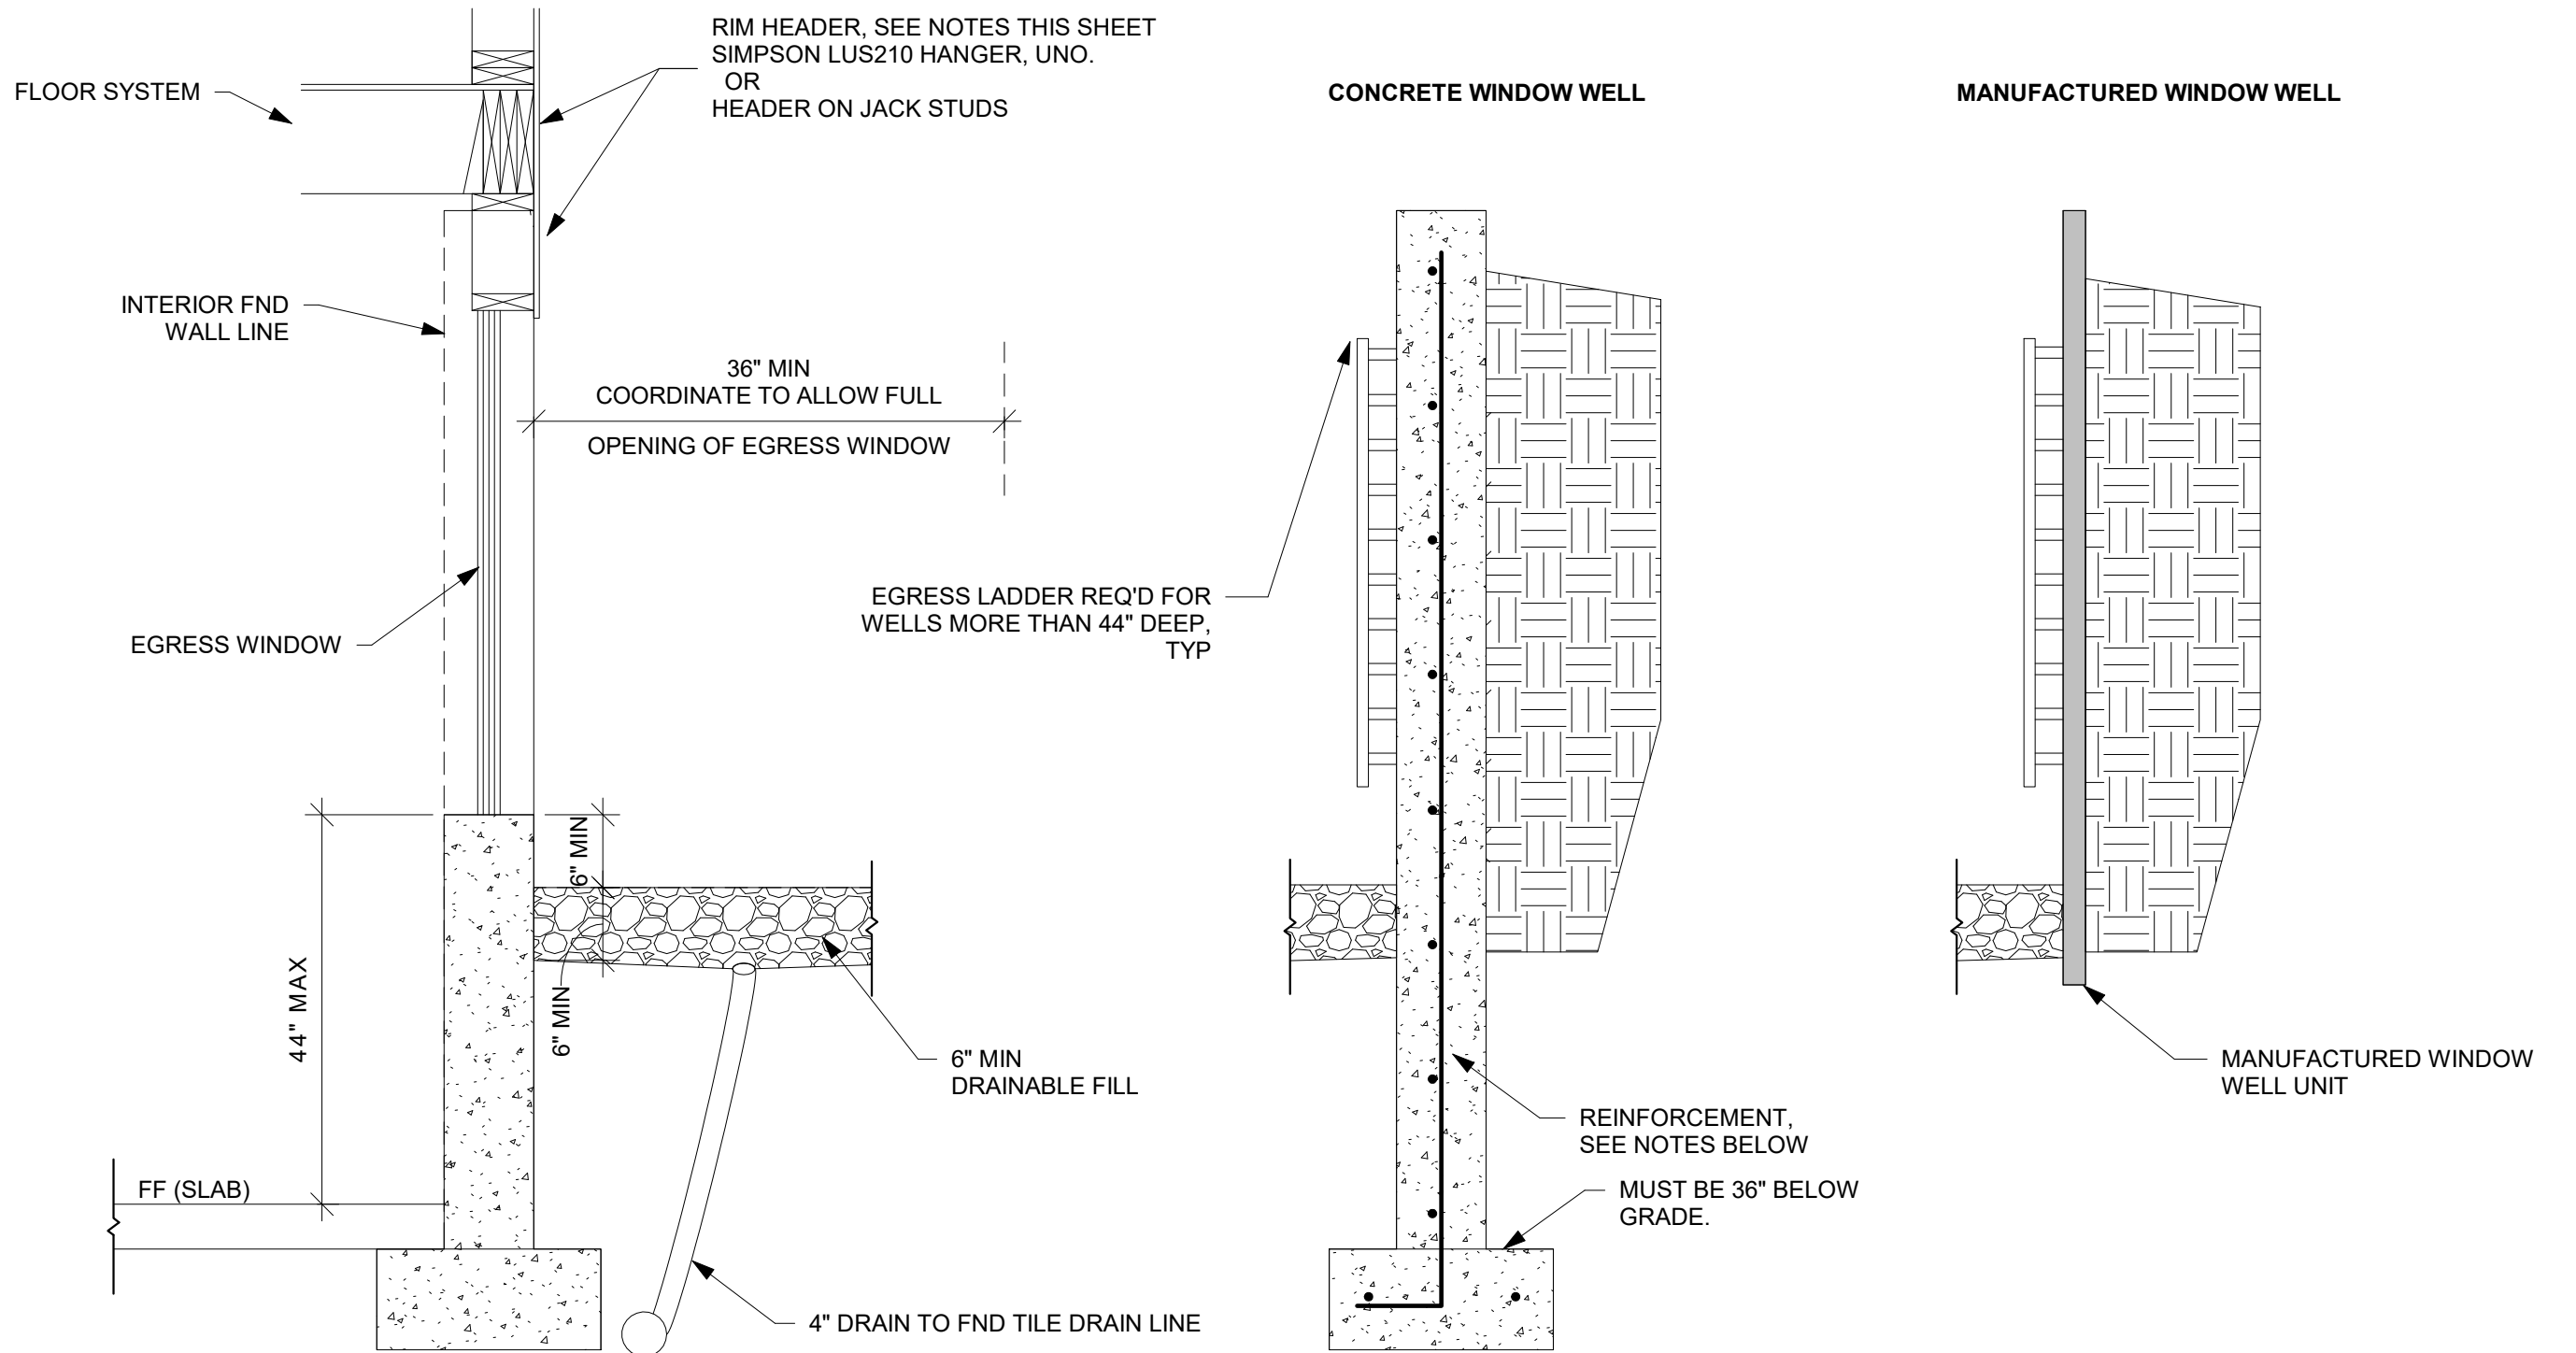 RIM HEADER, SEE NOTES THIS SHEET
SIMPSON LUS210 HANGER, UNO.
OR
HEADER ON JACK STUDS
FLOOR SYSTEM
CONCRETE WINDOW WELL
MANUFACTURED WINDOW WELL
INTERIOR FND
WALL LINE
36" MIN
COORDINATE TO ALLOW FULL
OPENING OF EGRESS WINDOW
EGRESS WINDOW
EGRESS LADDER REQ'D FOR
WELLS MORE THAN 44" DEEP,
TYP
6" MIN
6" MIN
44" MAX
6" MIN
DRAINABLE FILL
MANUFACTURED WINDOW
WELL UNIT
REINFORCEMENT,
SEE NOTES BELOW
MUST BE 36" BELOW
GRADE.
FF (SLAB)
4" DRAIN TO FND TILE DRAIN LINE